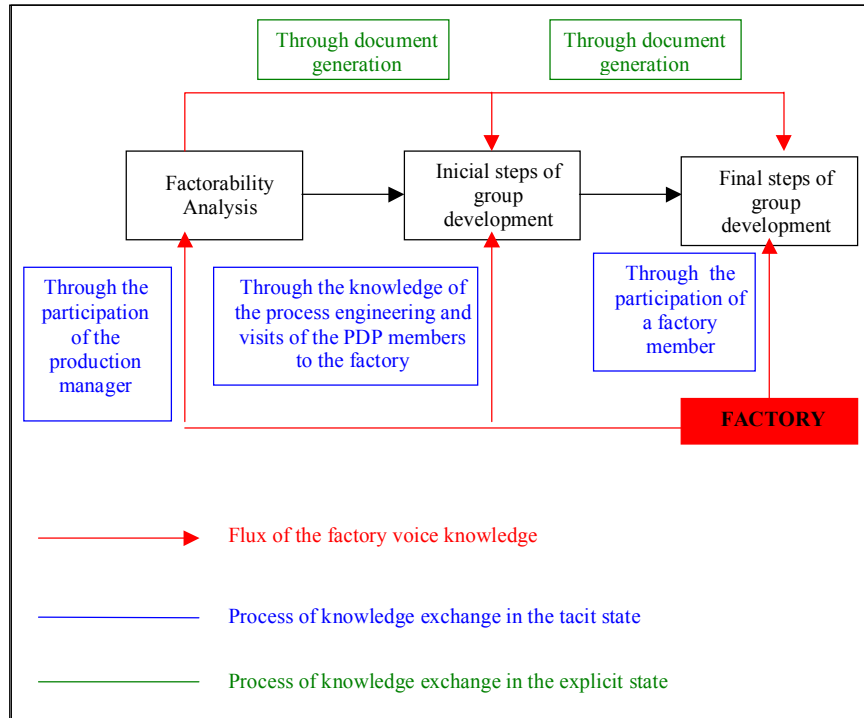 Through document
generation
Through document
generation
Factorability
Analysis
Inicial steps of
group
development
Final steps of
group
development
Through the
participation
of the
production
manager
Through the knowledge of
the process engineering and
visits of the PDP members
to the factory
Through the
participation of
a factory
member
FACTORY
Flux of the factory voice knowledge
Process of knowledge exchange in the tacit state
Process of knowledge exchange in the explicit state